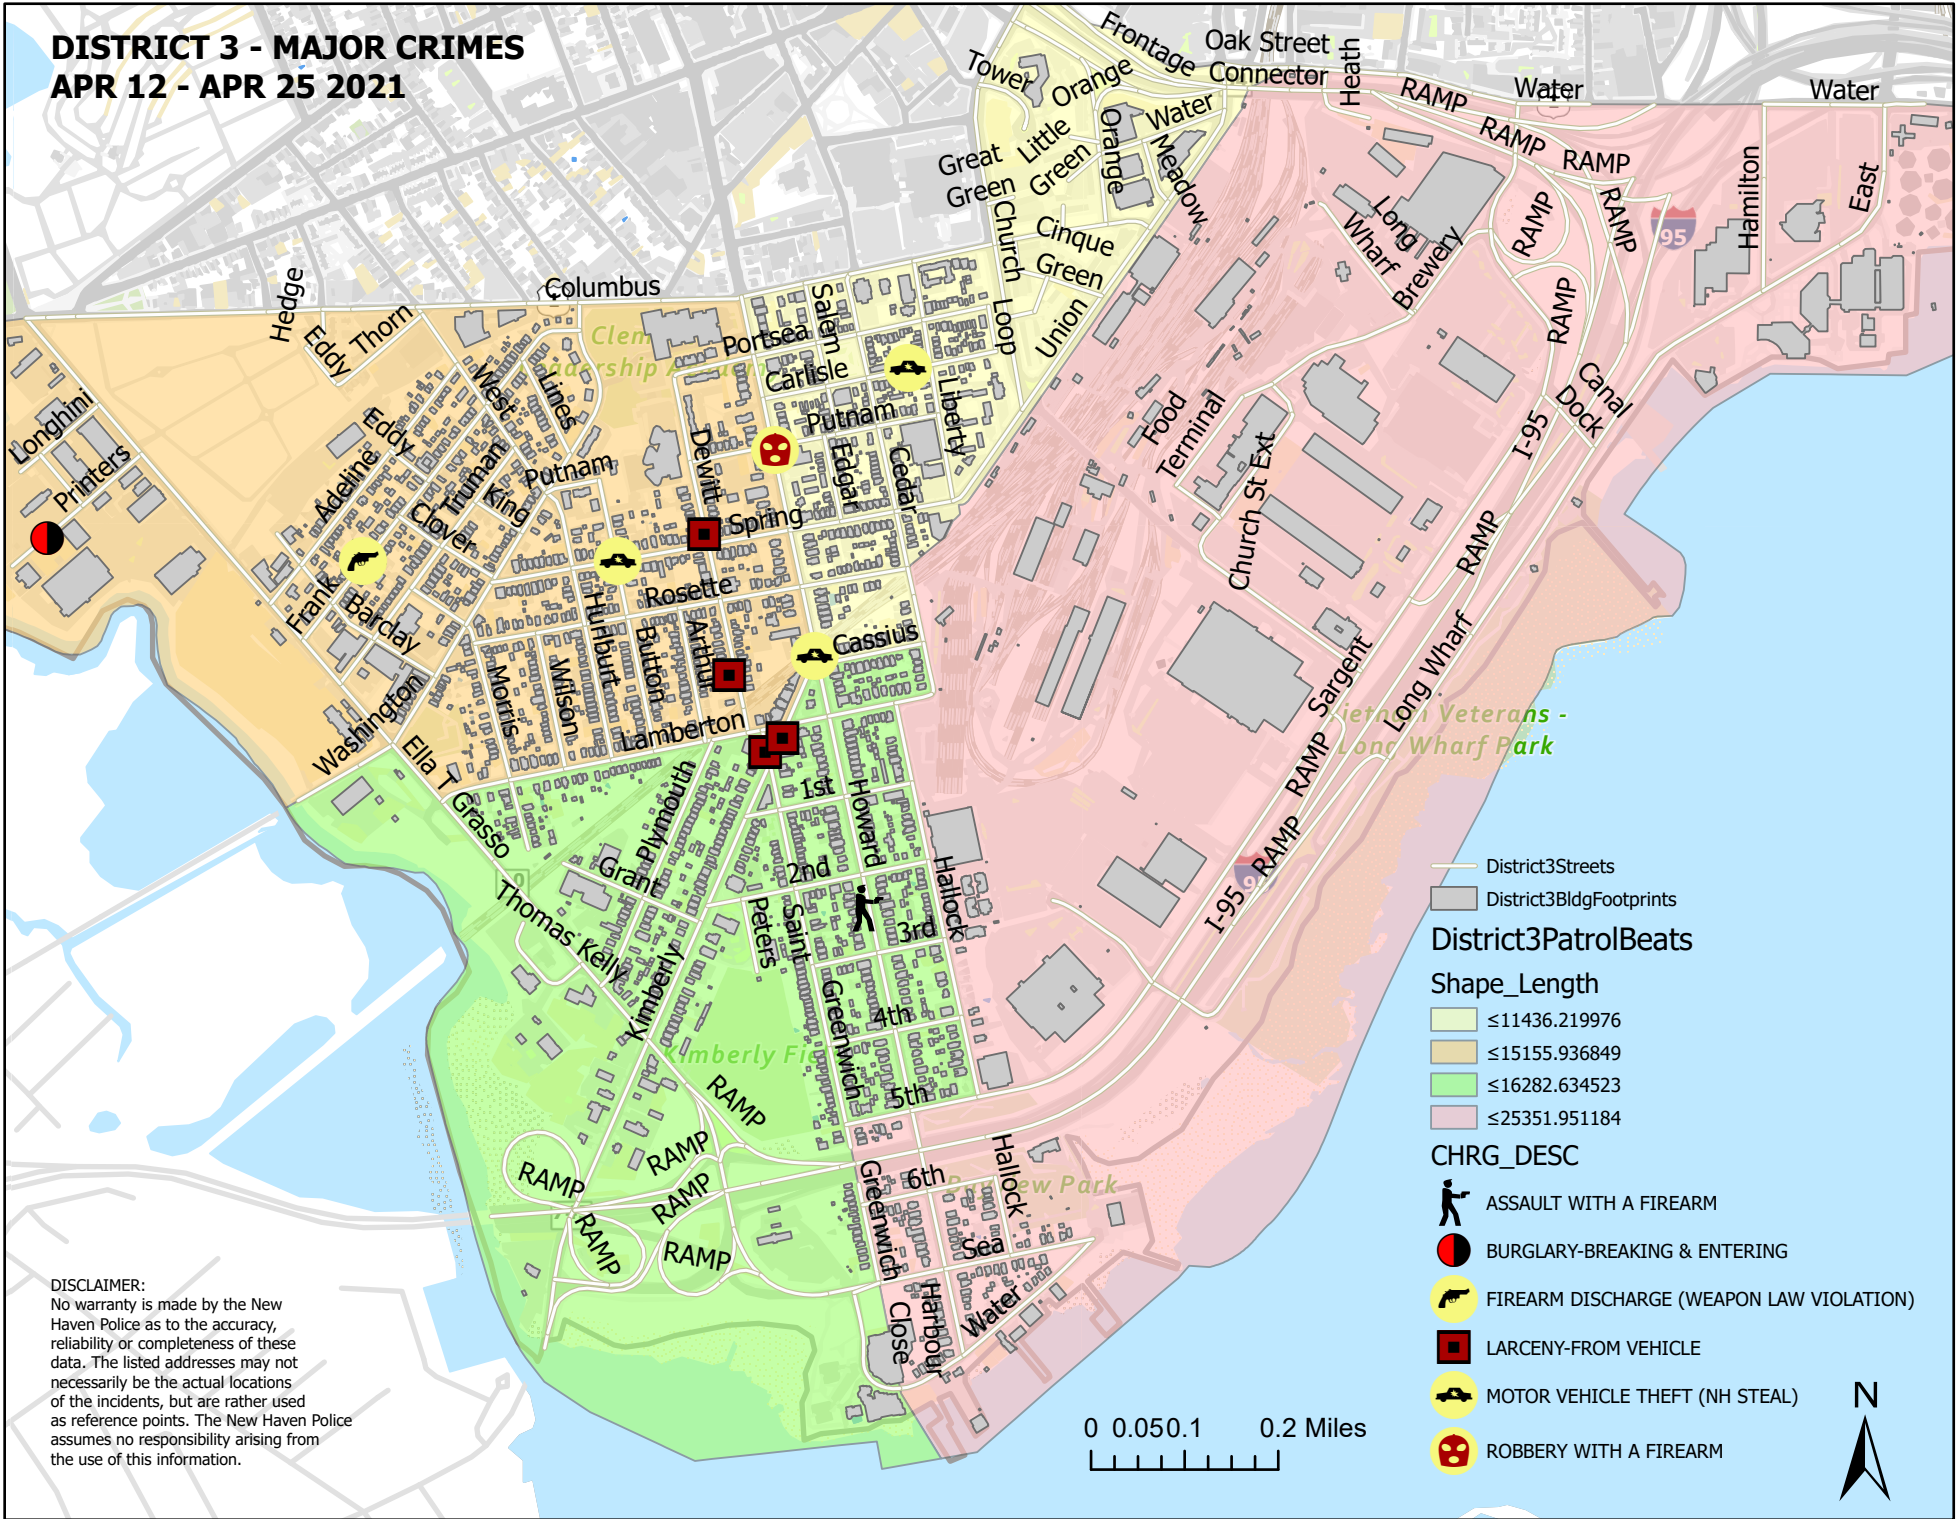 DISTRICT 3 - MAJOR CRIMES
APR 12 - APR 25 2021
Tower
Frontage
Oak Street
Connector
Heath
RAMP
Water
Water
Orange
Little
Orange
Water
RAMP
RAMP
Great
Green
Green
Meadow
Hamilton
East
Church
Cinque
Green
Long
Wharf
Brewery
RAMP
RAMP
95
Hedge
Columbus
Eddy
Thorn
Salem
Loop
Union
RAMP
Clem
Portsea
Carlisle
West
Lines
Liberty
Canal
Dock
Longhini
Eddy
Putnam
Food
Terminal
I-95
Printers
Adeline
Truman
King
Putnam
Dewitt
Edgar
Cedar
Church St Ext
Clover
Spring
RAMP
Frank
Barclay
Rosette
Hurlburt
Button
Arthur
Cassius
Sargent
Long Wharf
Washington
Morris
Wilson
Lamberton
Vietnam Veterans -
Long Wharf Park
Ella T
Grasso
Plymouth
1st
Howard
RAMP
RAMP
Grant
2nd
Hallock
I-95
Thomas Kelly
Peters
Saint
3rd
Kimberly
Greenwich
4th
Kimberly Fie
5th
RAMP
RAMP
RAMP
RAMP
RAMP
RAMP
Greenwich
6th
Hallock
Sea
Close
Harbour
Water
District3Streets
District3BldgFootprints
District3PatrolBeats
Shape_Length
≤11436.219976
≤15155.936849
≤16282.634523
≤25351.951184
CHRG_DESC
ASSAULT WITH A FIREARM
BURGLARY-BREAKING & ENTERING
FIREARM DISCHARGE (WEAPON LAW VIOLATION)
LARCENY-FROM VEHICLE
MOTOR VEHICLE THEFT (NH STEAL)
ROBBERY WITH A FIREARM
DISCLAIMER:
No warranty is made by the New
Haven Police as to the accuracy,
reliability or completeness of these
data. The listed addresses may not
necessarily be the actual locations
of the incidents, but are rather used
as reference points. The New Haven Police
assumes no responsibility arising from
the use of this information.
0 0.05 0.1 0.2 Miles
N